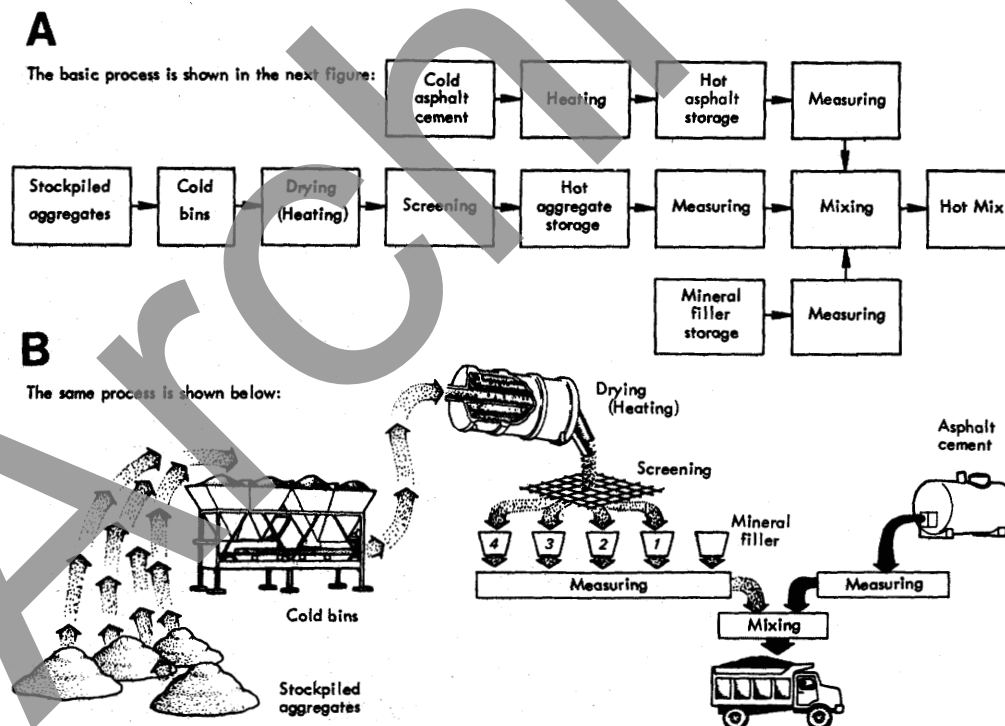 A
The basic process is shown in the next figure:
Cold
asphalt
cement
Heating
Hot
asphalt
storage
Measuring
Stockpiled
aggregates
Cold
bins
Drying
(Heating)
Screening
Hot
aggregate
storage
Measuring
Mixing
Hot Mix
Mineral
filler
storage
Measuring
B
The same process is shown below:
Drying
(Heating)
Asphalt
cement
Screening
Mineral
filler
4 3 2 1
Measuring
Measuring
Cold bins
Mixing
Stockpiled
aggregates
Archi